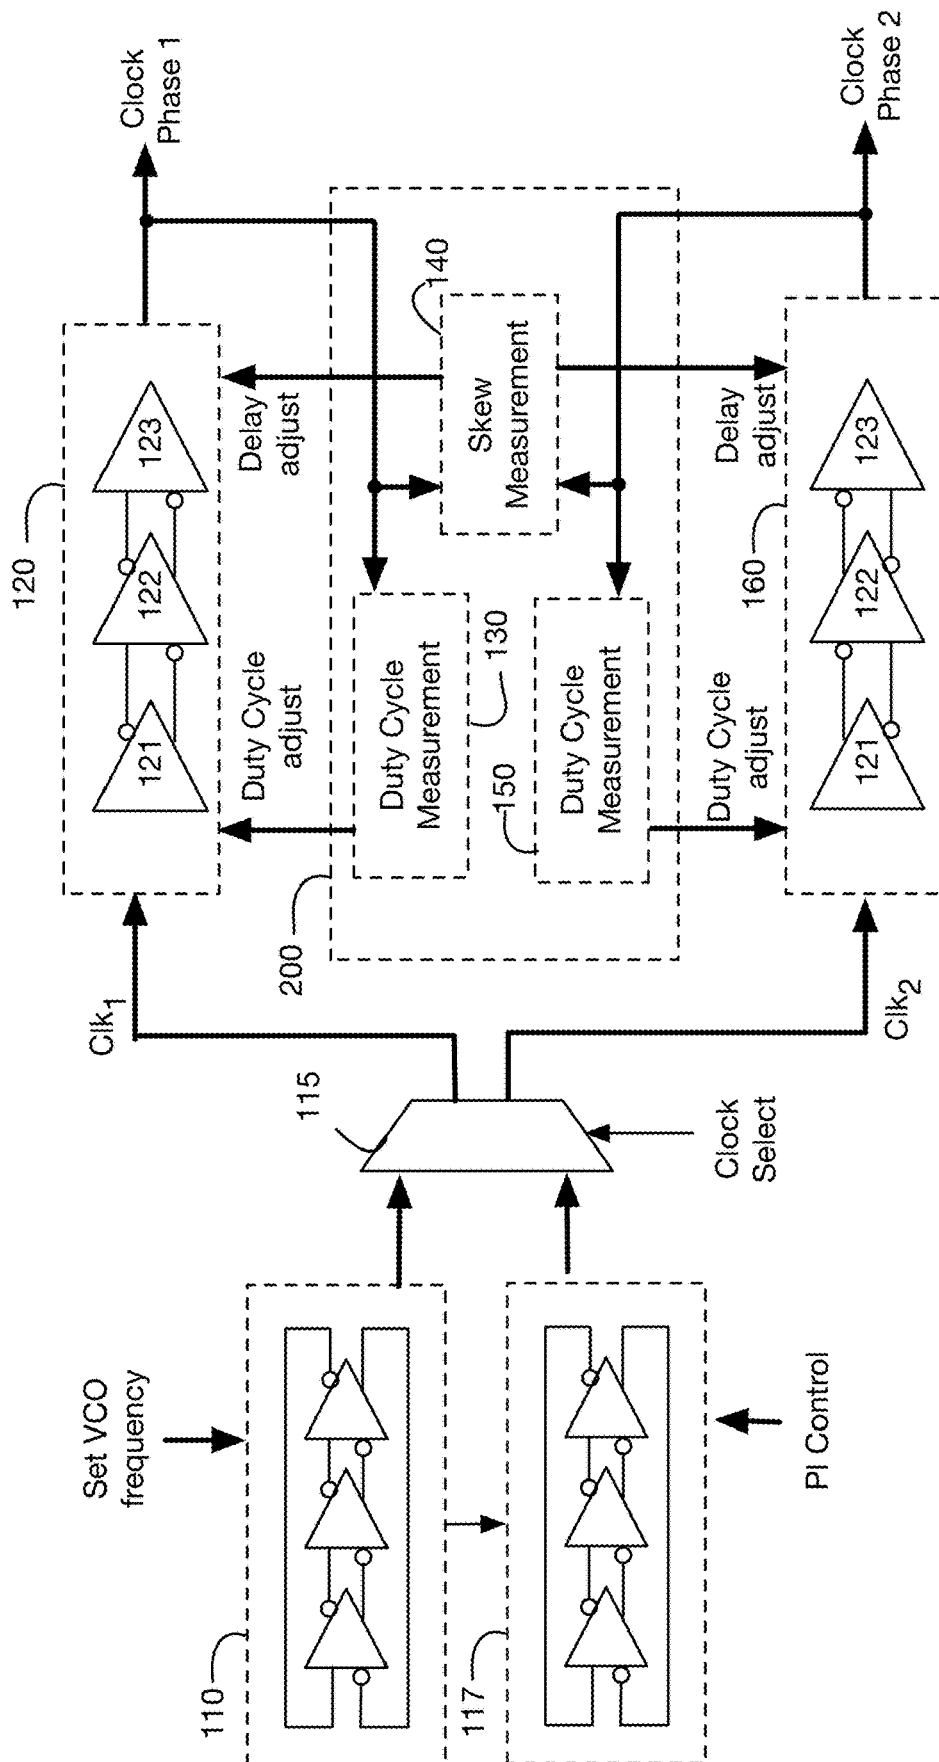 Set VCO
frequency
110
117
PI Control
115
Clock
Select
Clk1
Clk2
120
121
122
123
Clock
Phase 1
Duty Cycle
adjust
Delay
adjust
200
Duty Cycle
Measurement
130
140
Skew
Measurement
150
Duty Cycle
Measurement
Duty Cycle
adjust
Delay
adjust
160
121
122
123
Clock
Phase 2